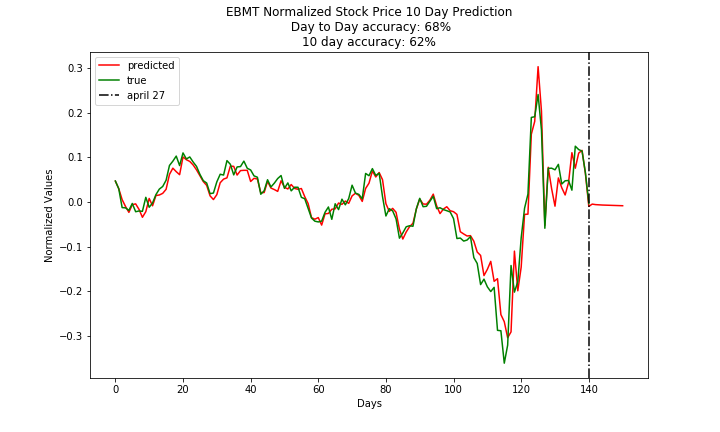 EBMT Normalized Stock Price 10 Day Prediction
Day to Day accuracy: 68%
10 day accuracy: 62%
predicted
true
april 27
0.3
0.2
0.1
0.0
−0.1
−0.2
−0.3
Normalized Values
0 20 40 60 80 100 120 140
Days